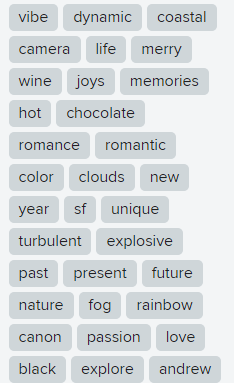 vibe dynamic coastal
camera life merry
wine joys memories
hot chocolate
romance romantic
color clouds new
year sf unique
turbulent explosive
past present future
nature fog rainbow
canon passion love
black explore andrew